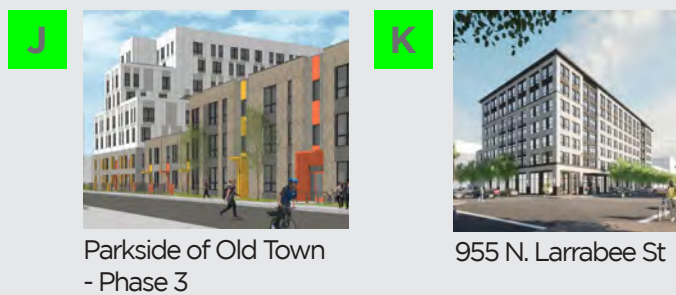 J
K
Parkside of Old Town
- Phase 3
955 N. Larrabee St